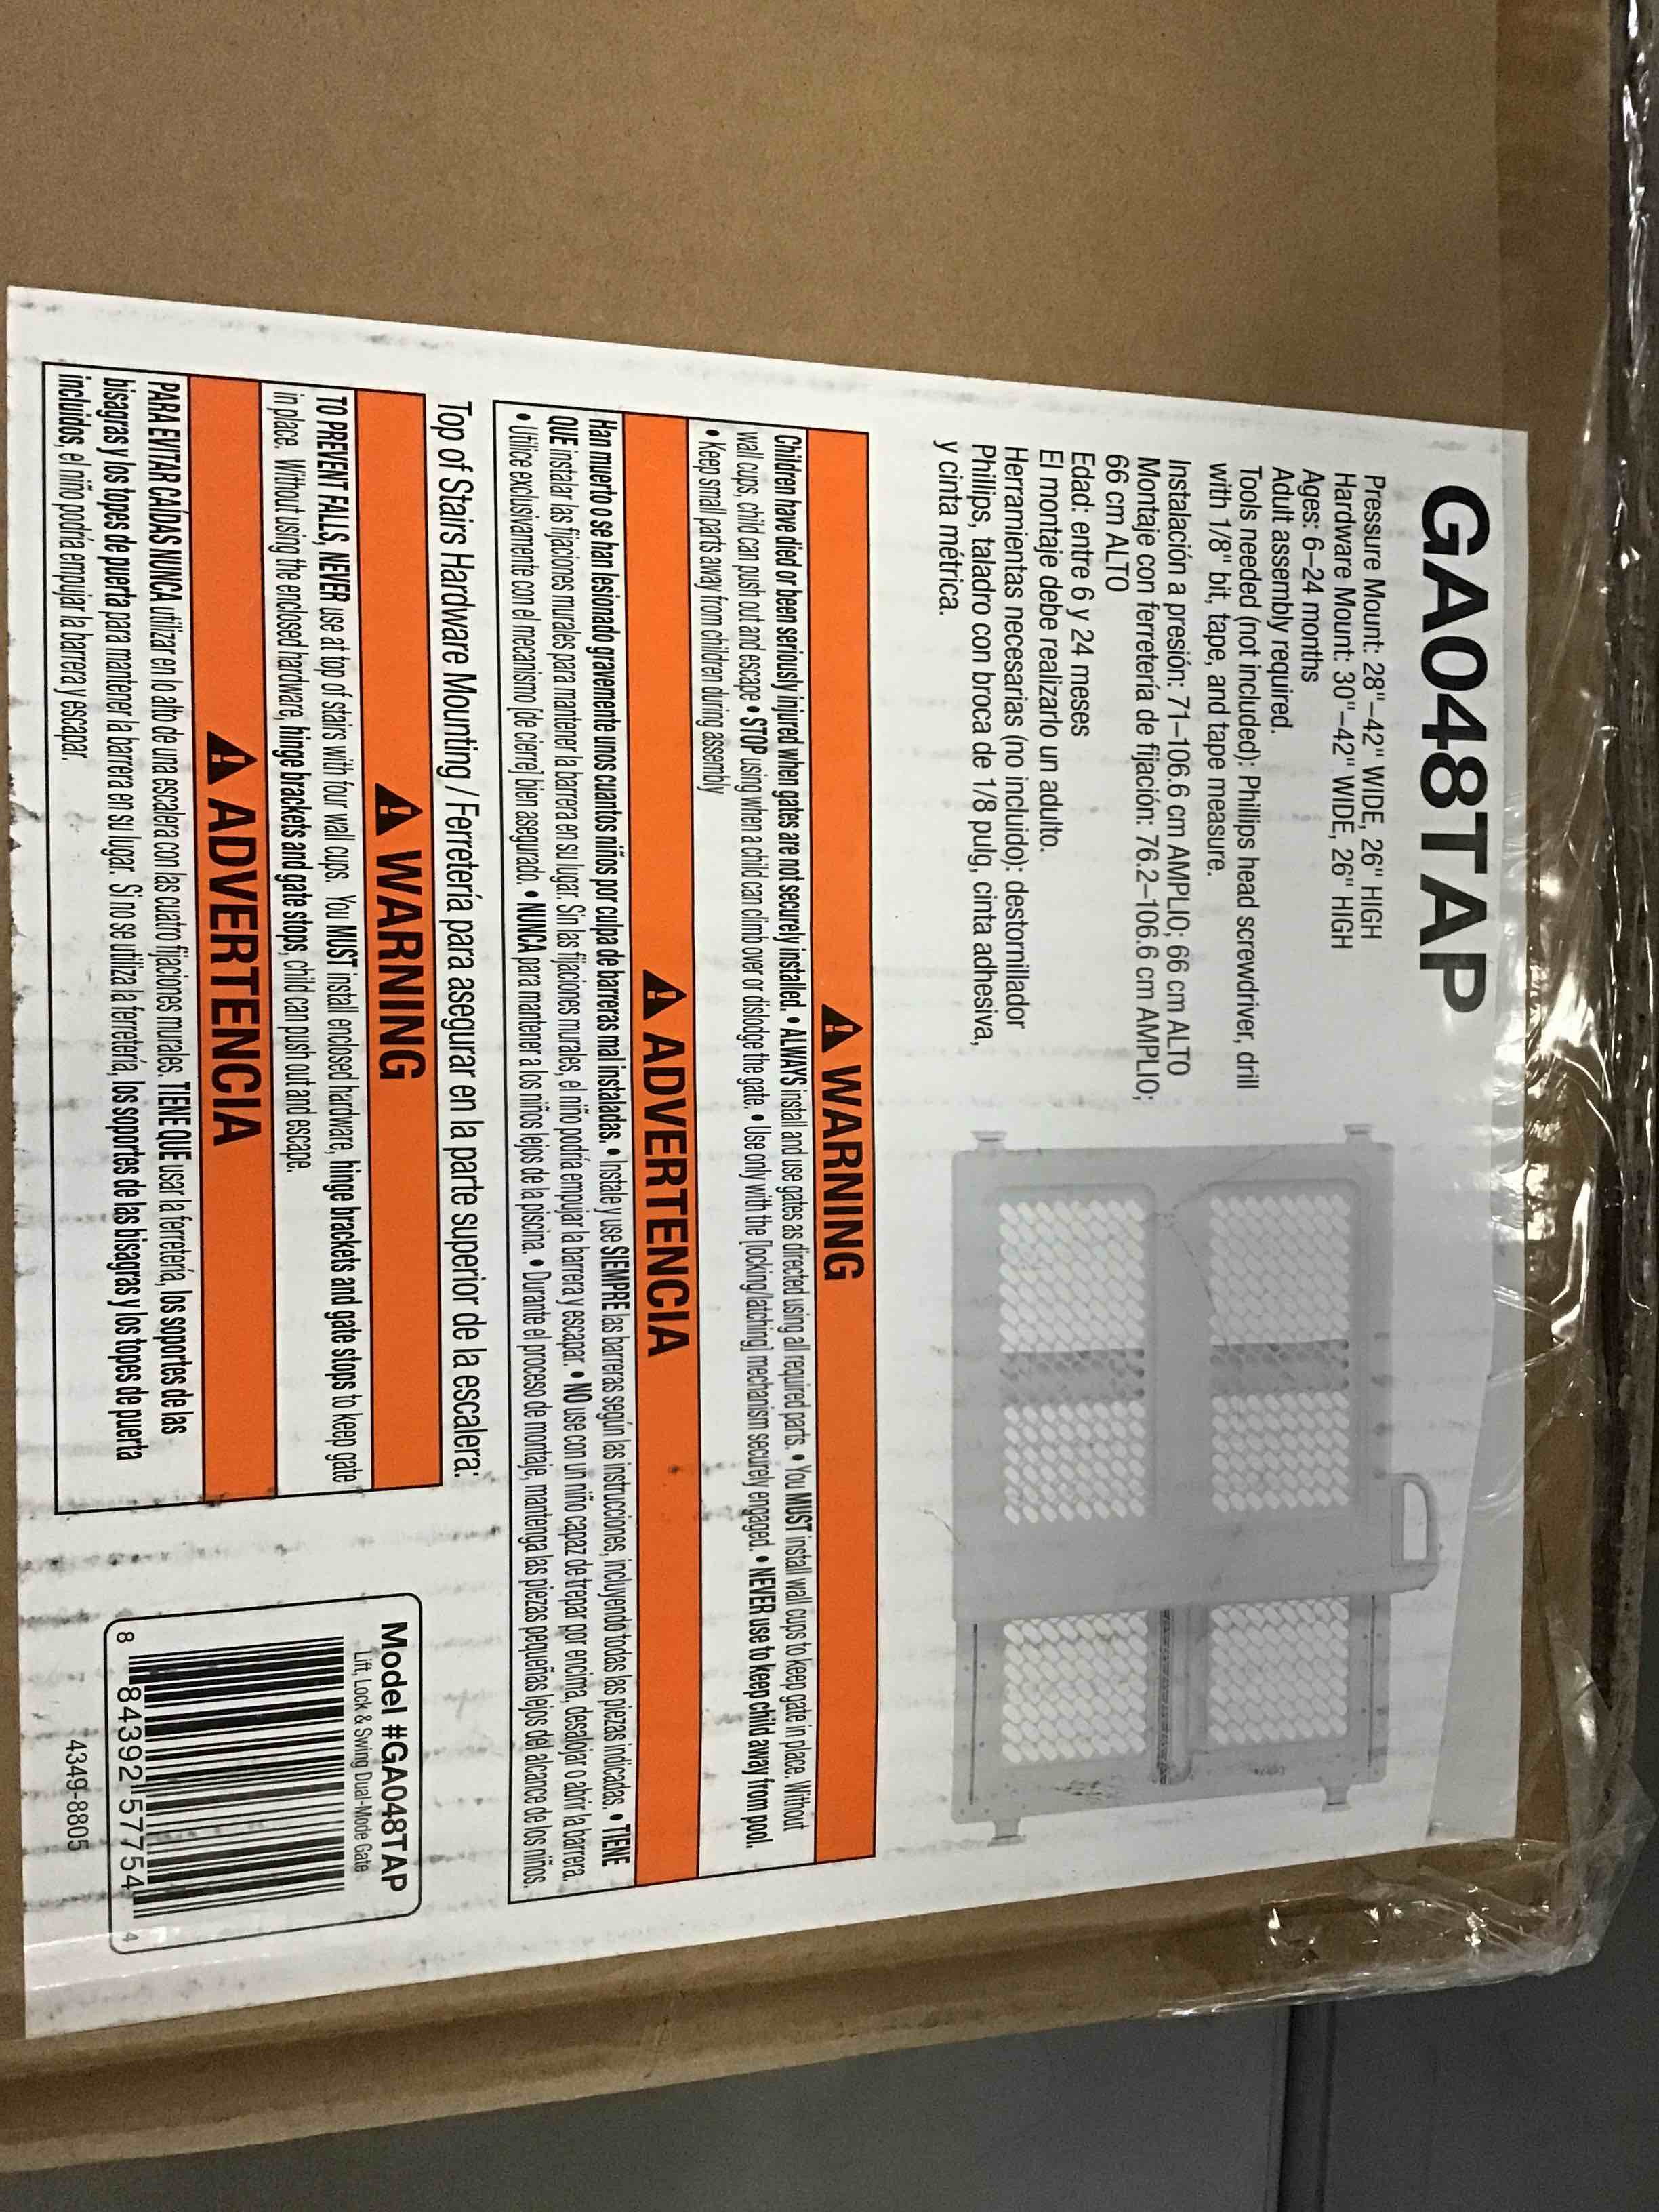 GA048TAP
Pressure Mount: 28"–42" WIDE, 26" HIGH
Hardware Mount: 30"–42" WIDE, 26" HIGH
Ages: 6–24 months
Adult assembly required.
Tools needed (not included): Phillips head screwdriver, drill
with 1/8" bit, tape, and tape measure.
Instalación a presión: 71–106.6 cm AMPLIO; 66 cm ALTO
Montaje con ferretería de fijación: 76.2–106.6 cm AMPLIO;
66 cm ALTO
Edad: entre 6 y 24 meses
El montaje debe realizarlo un adulto.
Herramientas necesarias (no incluido): destornillador
Phillips, taladro con broca de 1/8 pulg, cinta adhesiva,
y cinta métrica.
WARNING
Children have died or been seriously injured when gates are not securely installed. • ALWAYS install and use gates as directed using all required parts. • You MUST install wall cups to keep gate in place. Without
wall cups, child can push out and escape • STOP using when a child can climb over or dislodge the gate. • Use only with the [locking/latching] mechanism securely engaged. • NEVER use to keep child away from pool.
• Keep small parts away from children during assembly
ADVERTENCIA
Han muerto o se han lesionado gravemente unos cuantos niños por culpa de barreras mal instaladas. • Instale y use SIEMPRE las barreras según las instrucciones, incluyendo todas las piezas indicadas. • TIENE
QUE instalar las fijaciones murales para mantener la barrera en su lugar. Sin las fijaciones murales, el niño podría empujar la barrera y escapar. • NO use con un niño capaz de trepar por encima, desalojar o abrir la barrera.
• Utilice exclusivamente con el mecanismo [de cierre] bien asegurado. • NUNCA para mantener a los niños lejos de la piscina. • Durante el proceso de montaje, mantenga las piezas pequeñas lejos del alcance de los niños.
Top of Stairs Hardware Mounting / Ferretería para asegurar en la parte superior de la escalera:
WARNING
TO PREVENT FALLS, NEVER use at top of stairs with four wall cups. You MUST install enclosed hardware, hinge brackets and gate stops to keep gate
in place. Without using the enclosed hardware, hinge brackets and gate stops, child can push out and escape.
ADVERTENCIA
PARA EVITAR CAÍDAS NUNCA utilizar en lo alto de una escalera con las cuatro fijaciones murales. TIENE QUE usar la ferretería, los soportes de las
bisagras y los topes de puerta para mantener la barrera en su lugar. Si no se utiliza la ferretería, los soportes de las bisagras y los topes de puerta
incluidos, el niño podría empujar la barrera y escapar.
Model #GA048TAP
Lift, Lock & Swing Dual-Mode Gate
8 84392 57754 4
4349-8805